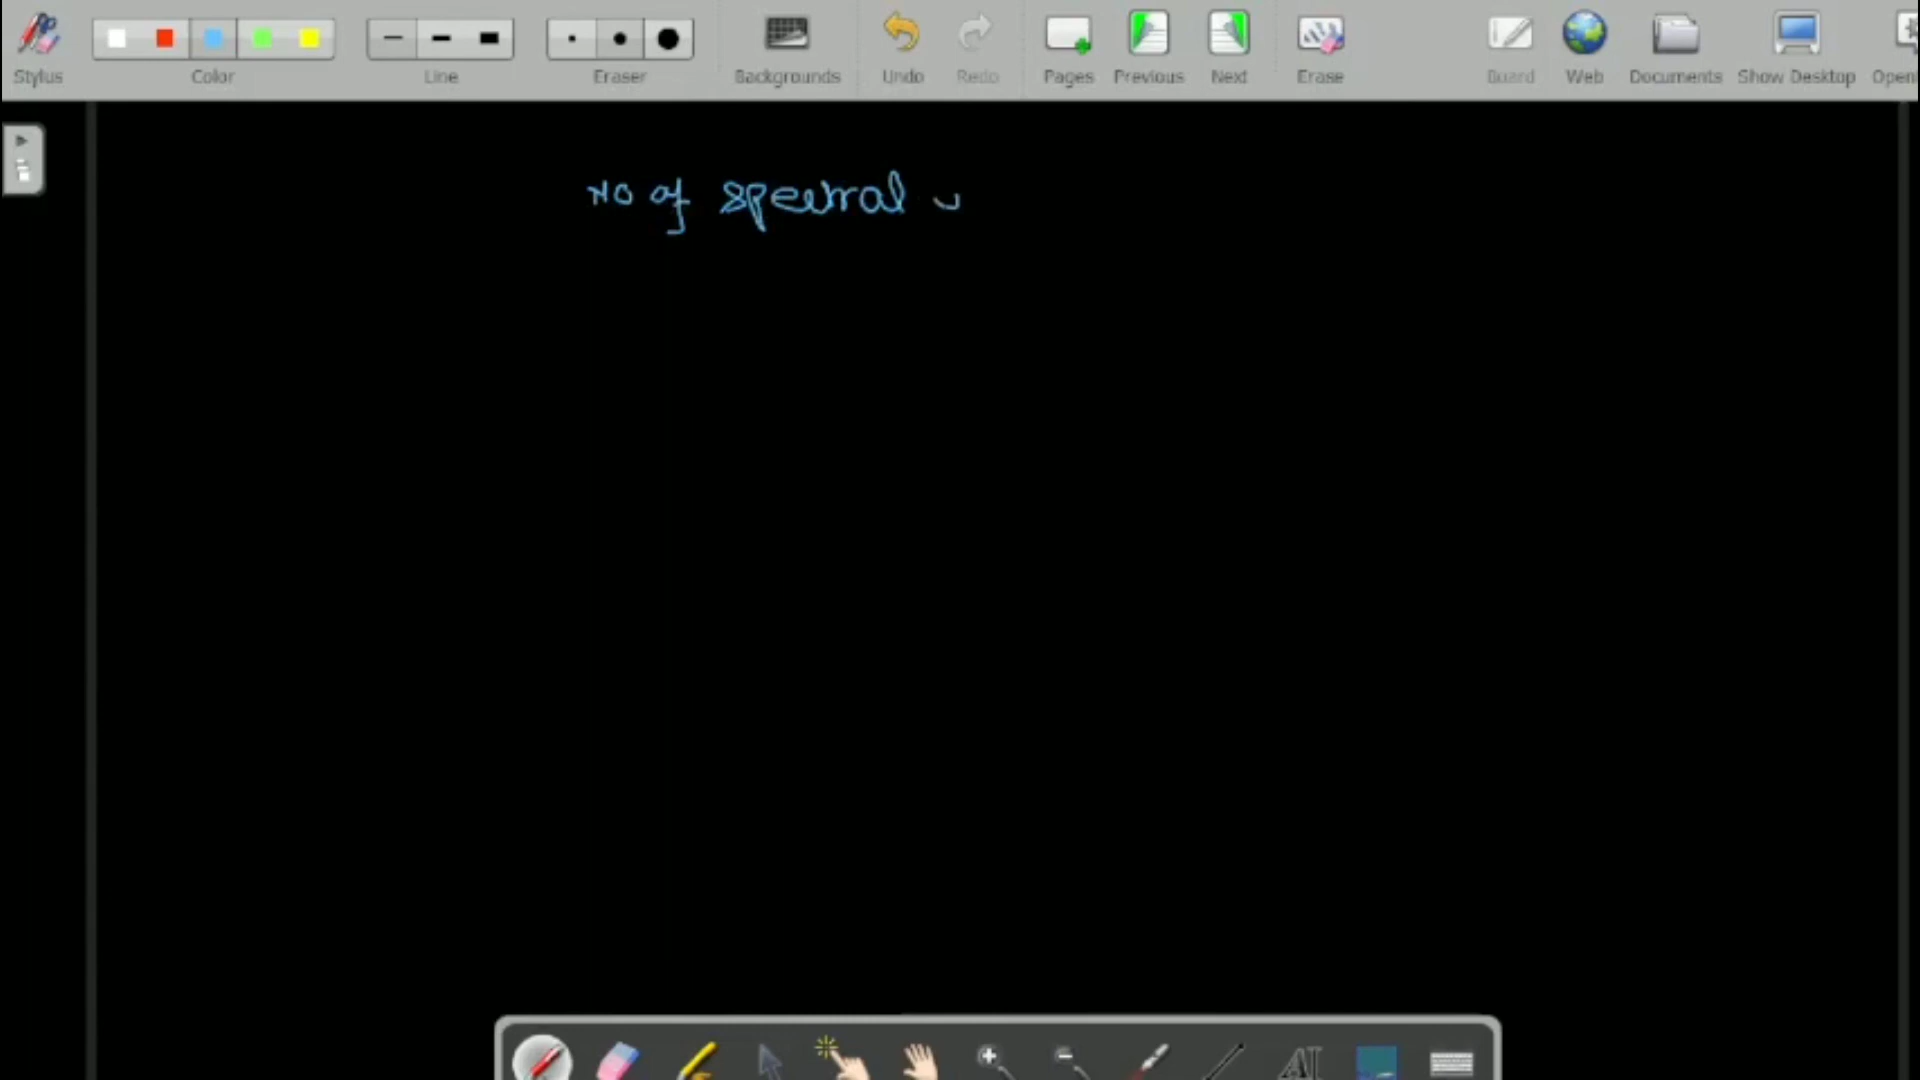 Stylus Color Line Eraser Backgrounds Undo Redo Pages Previous Next Erase Board Web Documents Show Desktop Open
no of spectral